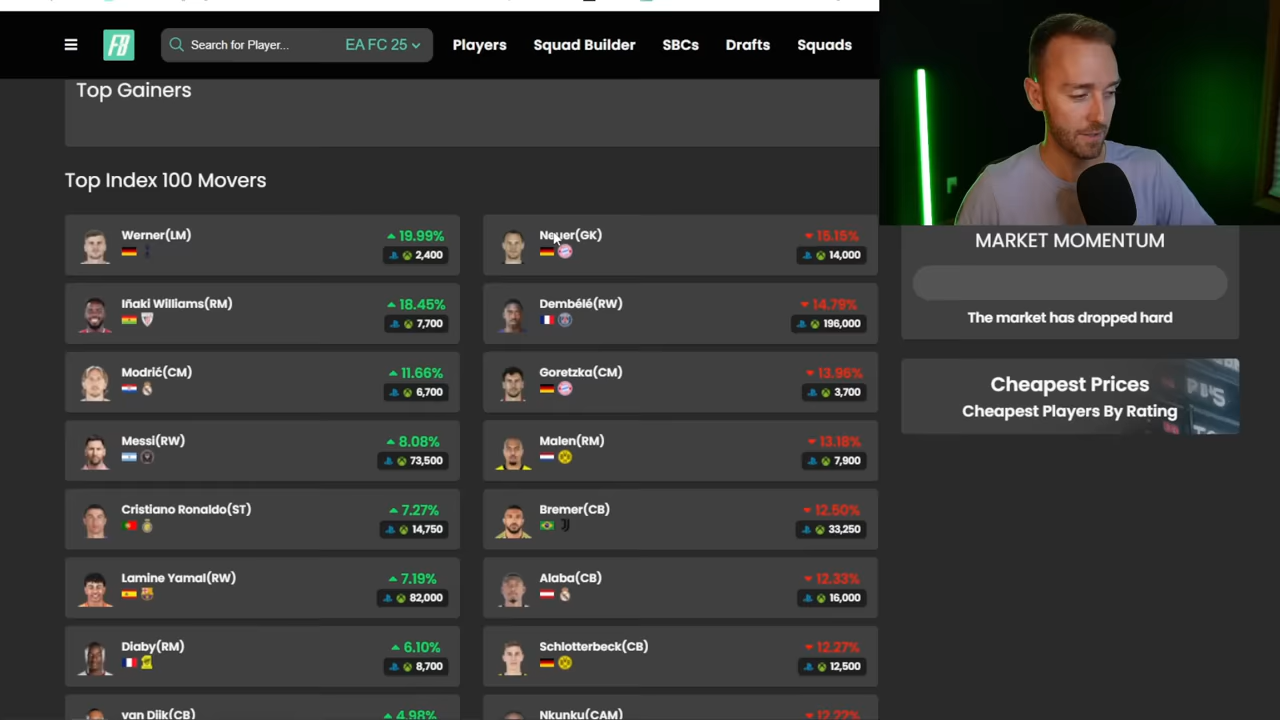 FB
Search for Player...
EA FC 25
Players
Squad Builder
SBCs
Drafts
Squads
Top Gainers
Top Index 100 Movers
Werner(LM)
19.99%
2,400
Neuer(GK)
15.15%
14,000
Iñaki Williams(RM)
18.45%
7,700
Dembélé(RW)
14.79%
196,000
Modrić(CM)
11.66%
6,700
Goretzka(CM)
13.96%
3,700
Messi(RW)
8.08%
73,500
Malen(RM)
13.18%
7,900
Cristiano Ronaldo(ST)
7.27%
14,750
Bremer(CB)
12.50%
33,250
Lamine Yamal(RW)
7.19%
82,000
Alaba(CB)
12.33%
16,000
Diaby(RM)
6.10%
8,700
Schlotterbeck(CB)
12.27%
12,500
van Dijk(CB)
4.98%
Nkunku(CAM)
12.22%
MARKET MOMENTUM
The market has dropped hard
Cheapest Prices
Cheapest Players By Rating